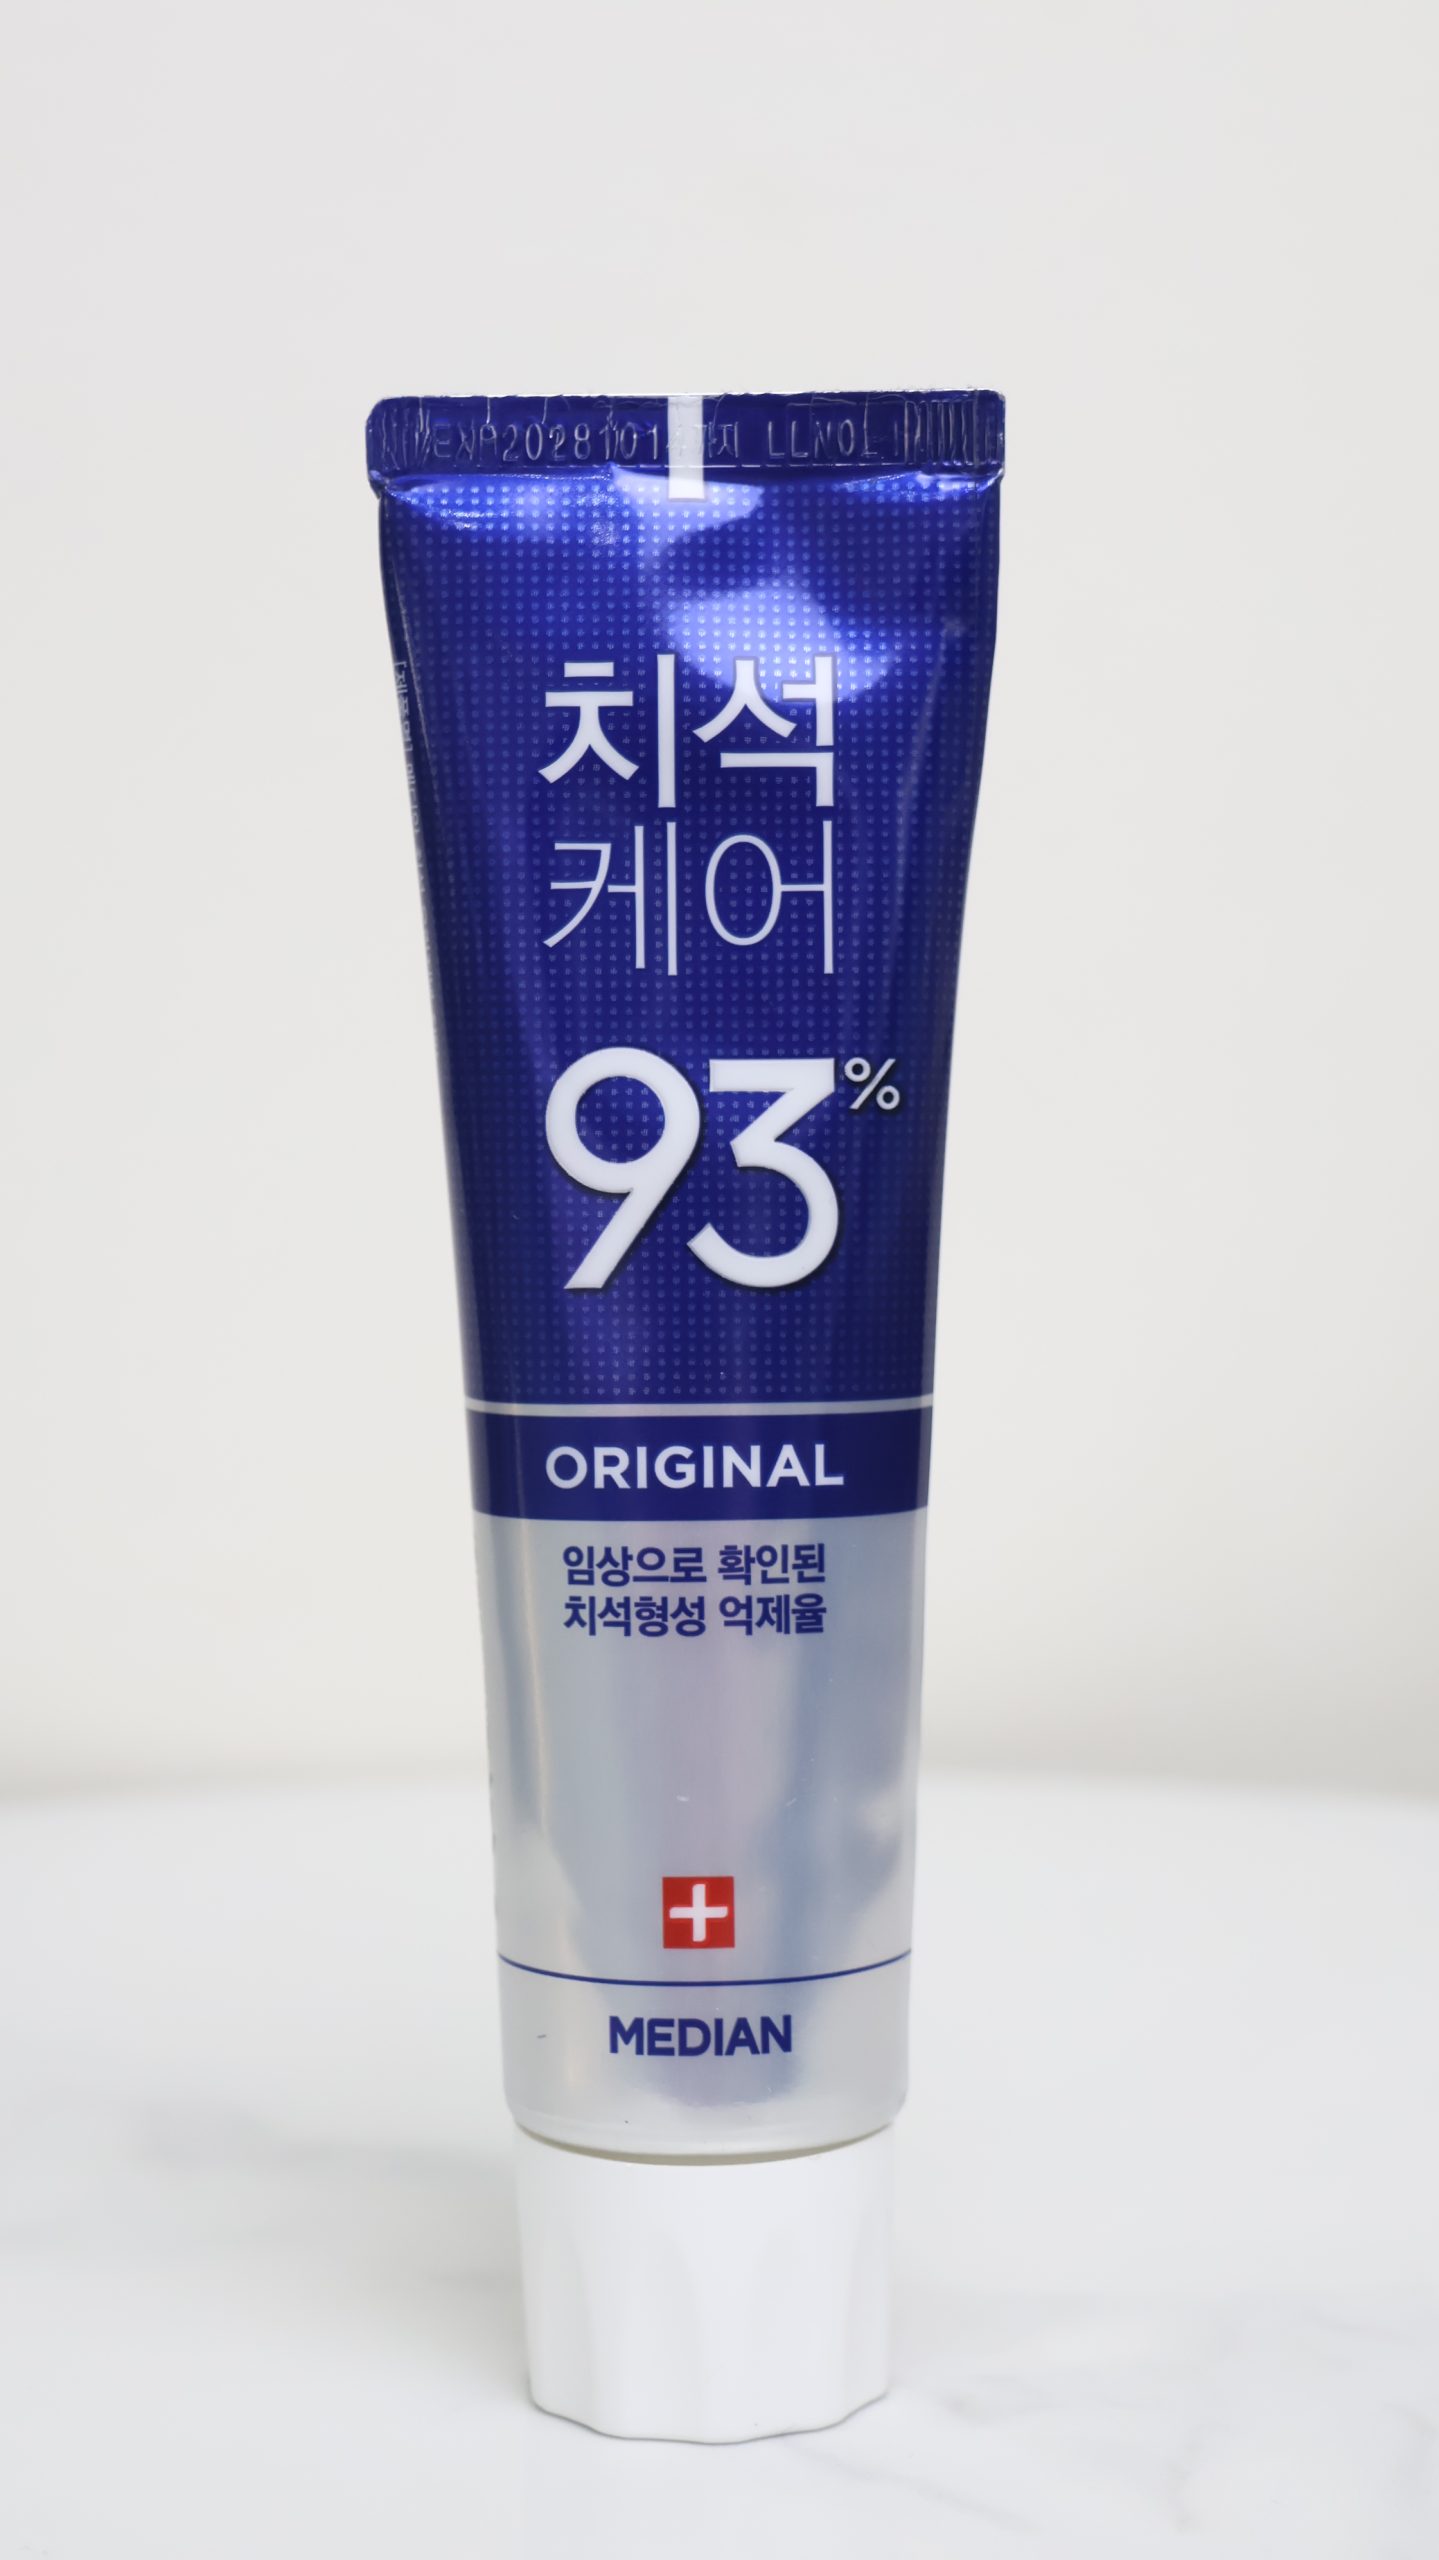 EXP20281014까지 LLN01
치석
케어
93%
ORIGINAL
임상으로 확인된
치석형성 억제율
MEDIAN